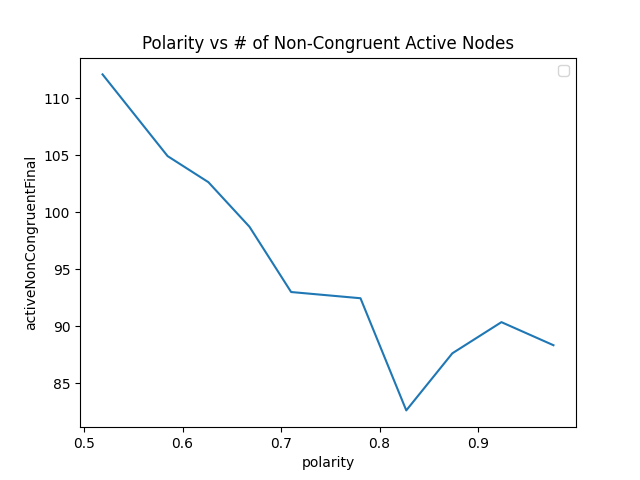 Polarity vs # of Non-Congruent Active Nodes
110
105
100
95
90
85
activeNonCongruentFinal
0.5 0.6 0.7 0.8 0.9
polarity